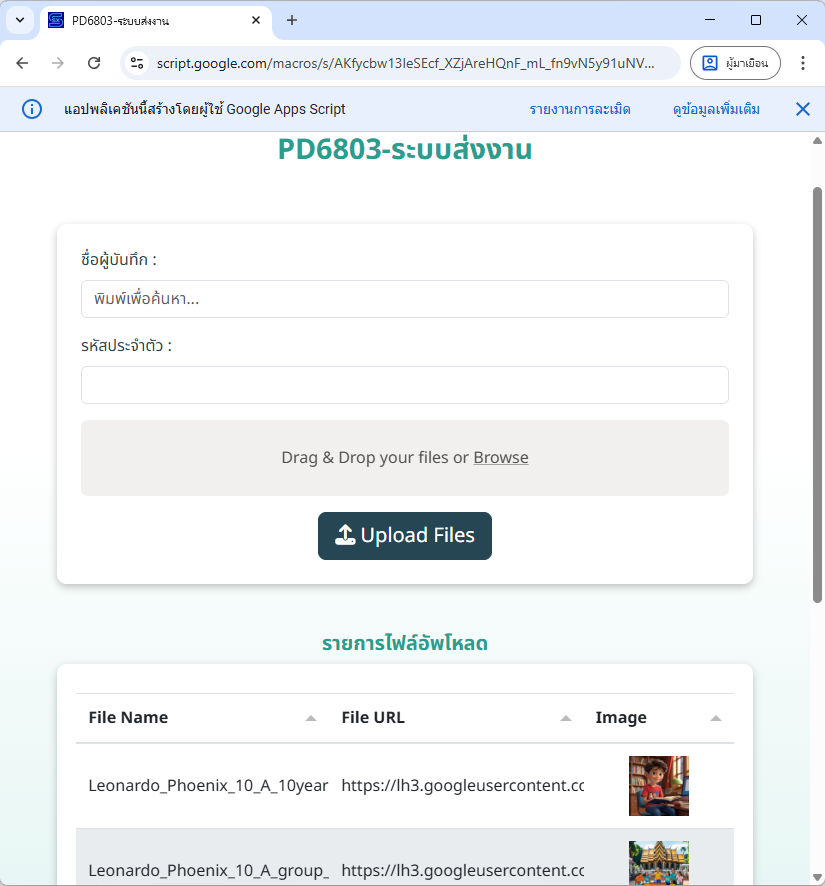 PD6803-ระบบส่งงาน
script.google.com/macros/s/AKfycbw13IeSEcf_XZjAreHQnF_mL_fn9vN5y91uNV...
ผู้มาเยือน
แอปพลิเคชันนี้สร้างโดยผู้ใช้ Google Apps Script
รายงานการละเมิด
ดูข้อมูลเพิ่มเติม
PD6803-ระบบส่งงาน
ชื่อผู้บันทึก :
พิมพ์เพื่อค้นหา...
รหัสประจำตัว :
Drag & Drop your files or Browse
Upload Files
รายการไฟล์อัพโหลด
File Name File URL Image
Leonardo_Phoenix_10_A_10year https://lh3.googleusercontent.cc
Leonardo_Phoenix_10_A_group_ https://lh3.googleusercontent.cc